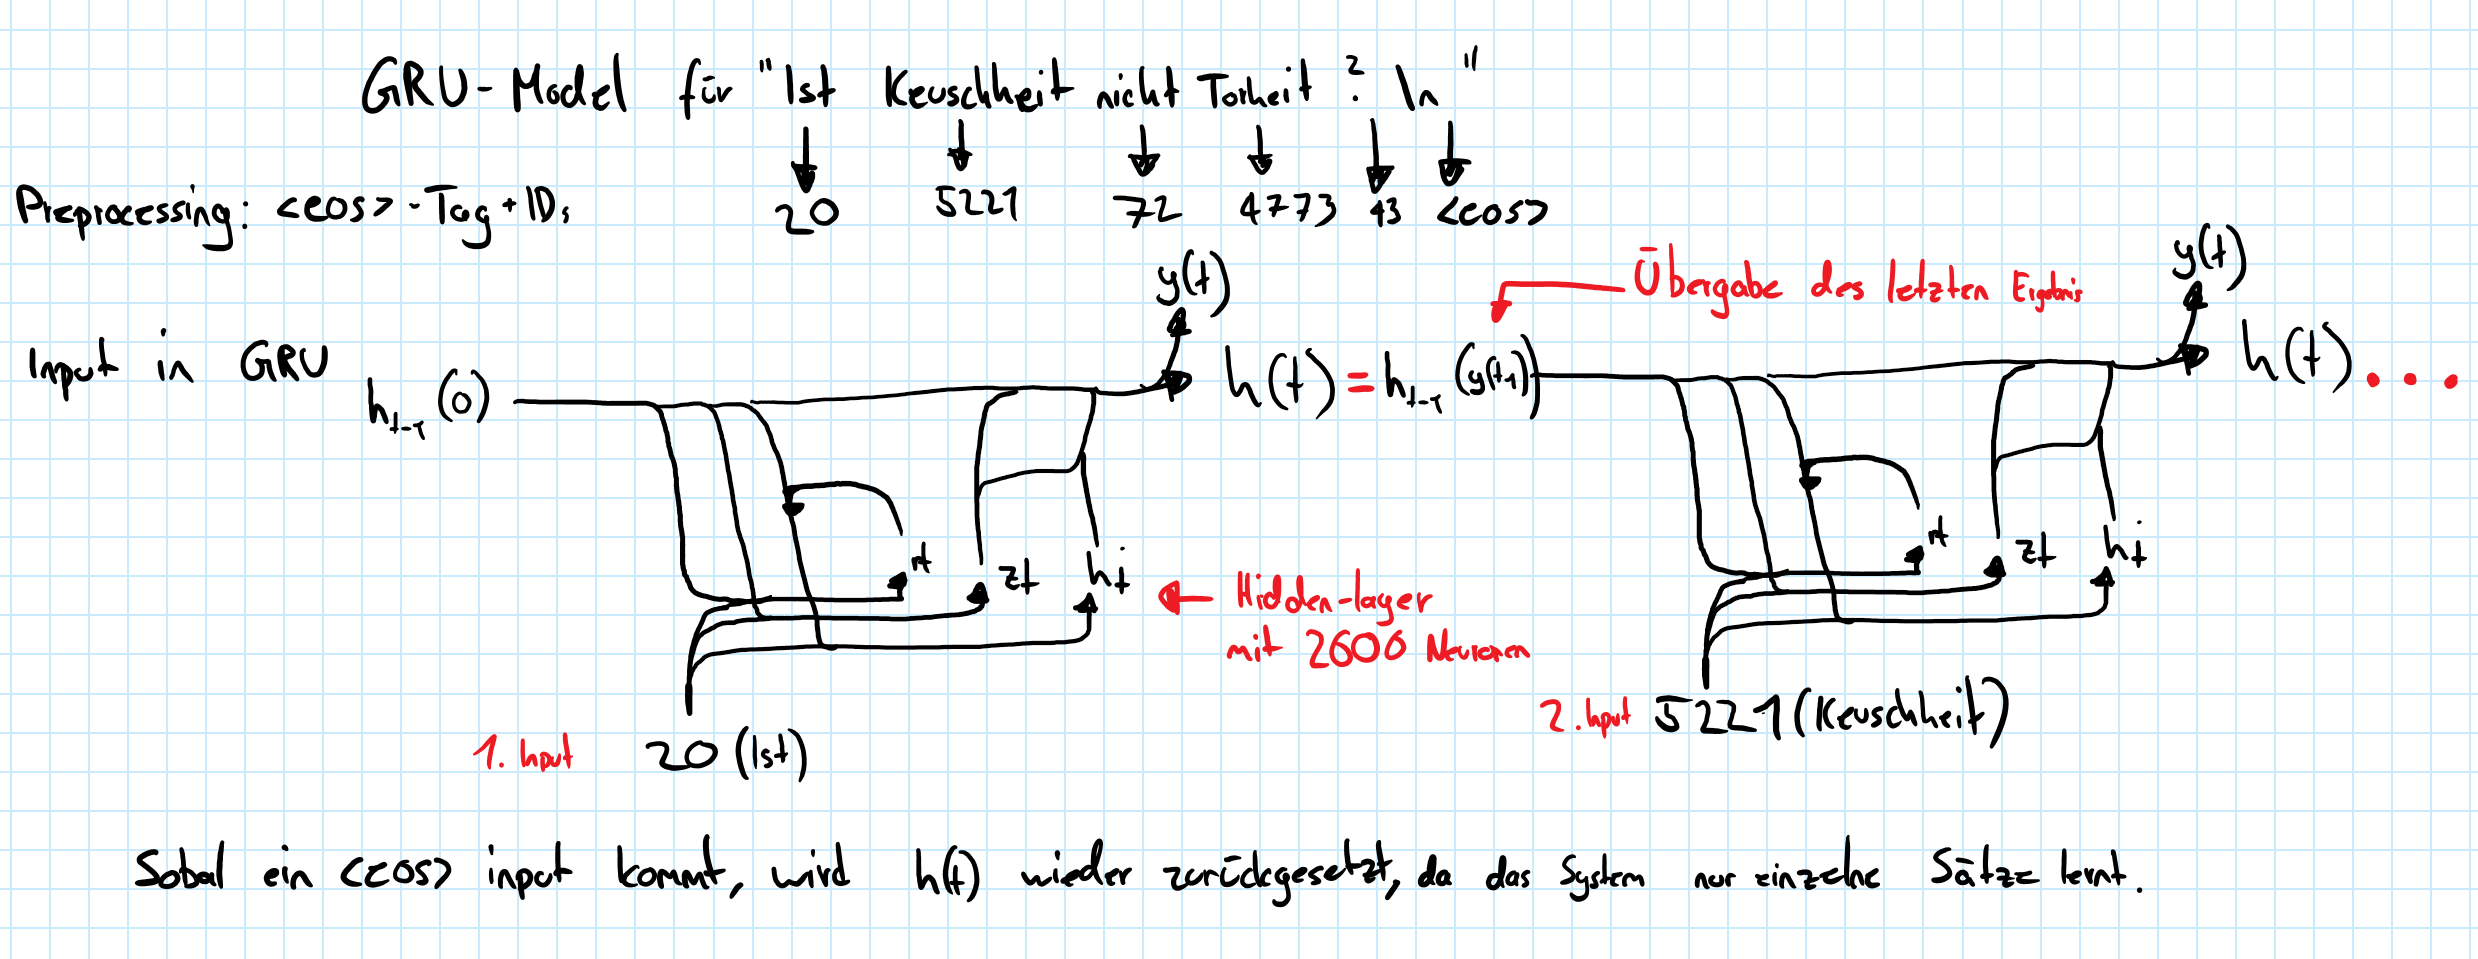 GRU-Model für "Ist Keuschheit nicht Torheit ? \n"
Preprocessing: <eos>-Tag + IDs 20 5221 72 4773 43 <eos>
y(t) y(t)
Übergabe des letzten Ergebnis
Input in GRU h t-1 (0) h(t) = h t-1 (y(t1)) h(t) ...
rt zt ht rt zt ht
Hidden-layer
mit 2600 Neuronen
1. Input 20 (Ist) 2. Input 5221 (Keuschheit)
Sobal ein <eos> input kommt, wird h(t) wieder zurückgesetzt, da das System nur einzelne Sätze lernt.